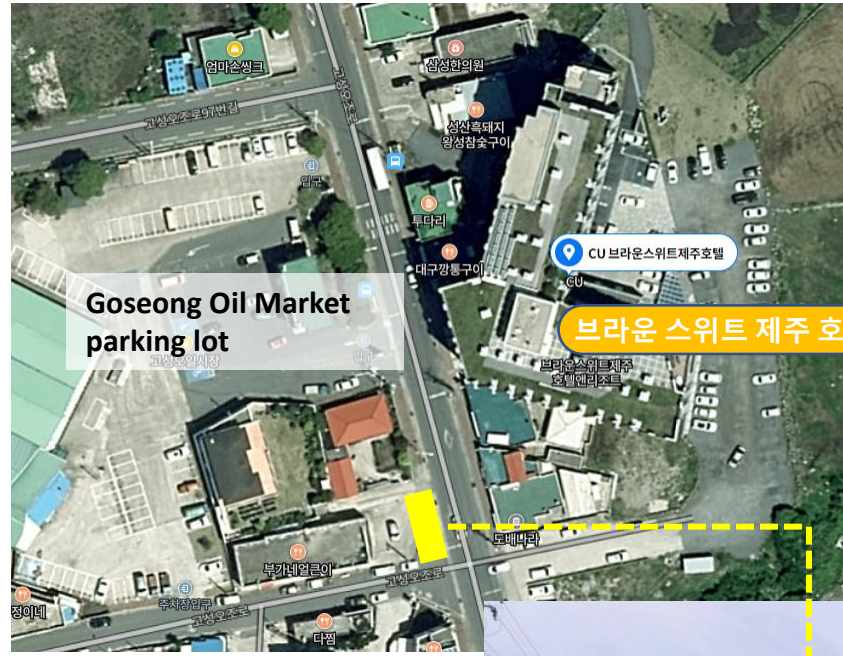 엄마손씽크
삼성한의원
고성오조로97번길
고성오조로
성산흑돼지
왕성참숯구이
입구
투다리
대구깡통구이
CU 브라운스위트제주호텔
CU
Goseong Oil Market
parking lot
고성오일시장
입구
브라운 스위트 제주 호
브라운스위트제주
호텔앤리조트
도배나라
부가네얼큰이
고성오조로
주차장입구
고성오조로
정이네
다찜